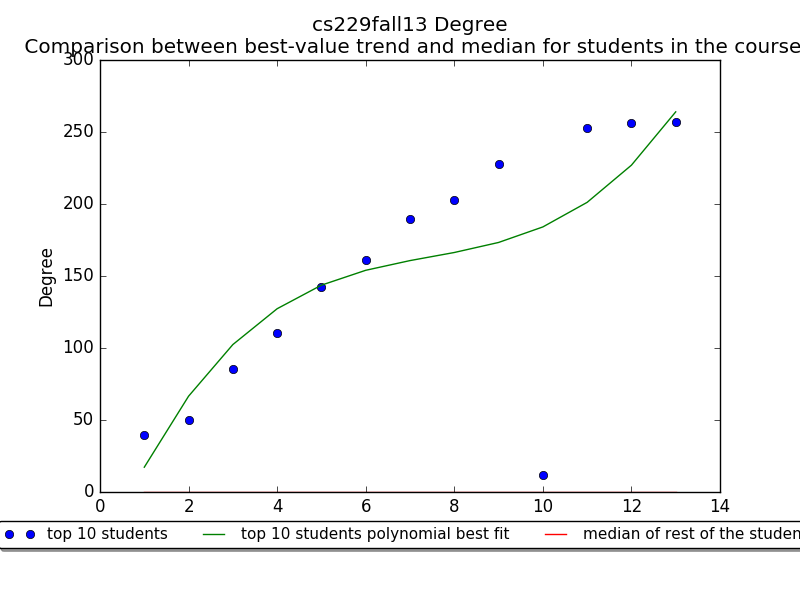 cs229fall13 Degree
Comparison between best-value trend and median for students in the course
300
250
200
150
100
50
0
Degree
0 2 4 6 8 10 12 14
top 10 students top 10 students polynomial best fit median of rest of the studen